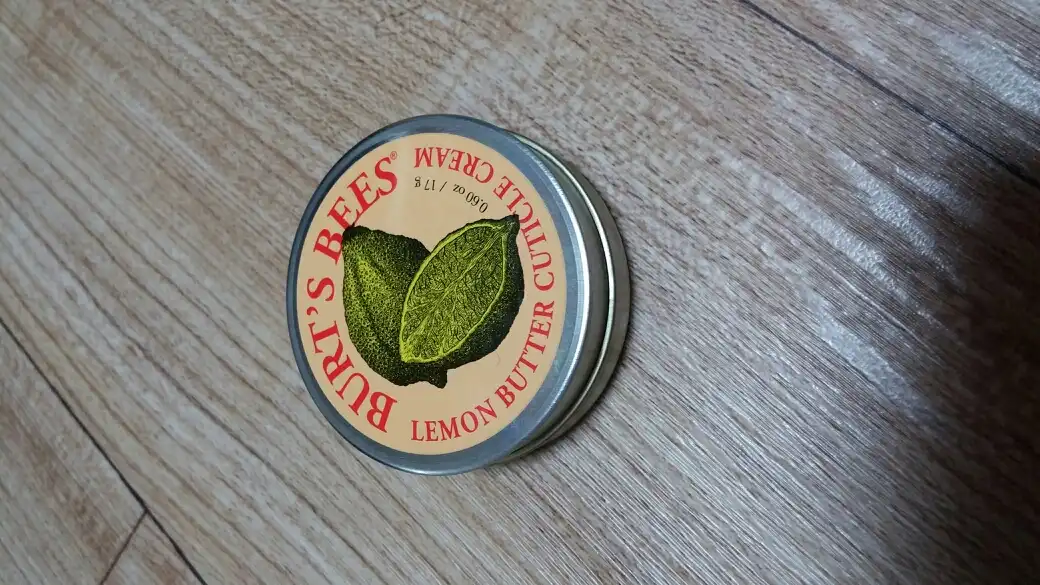 BURT'S BEES®
LEMON BUTTER CUTICLE CREAM
0.60 oz / 17 g